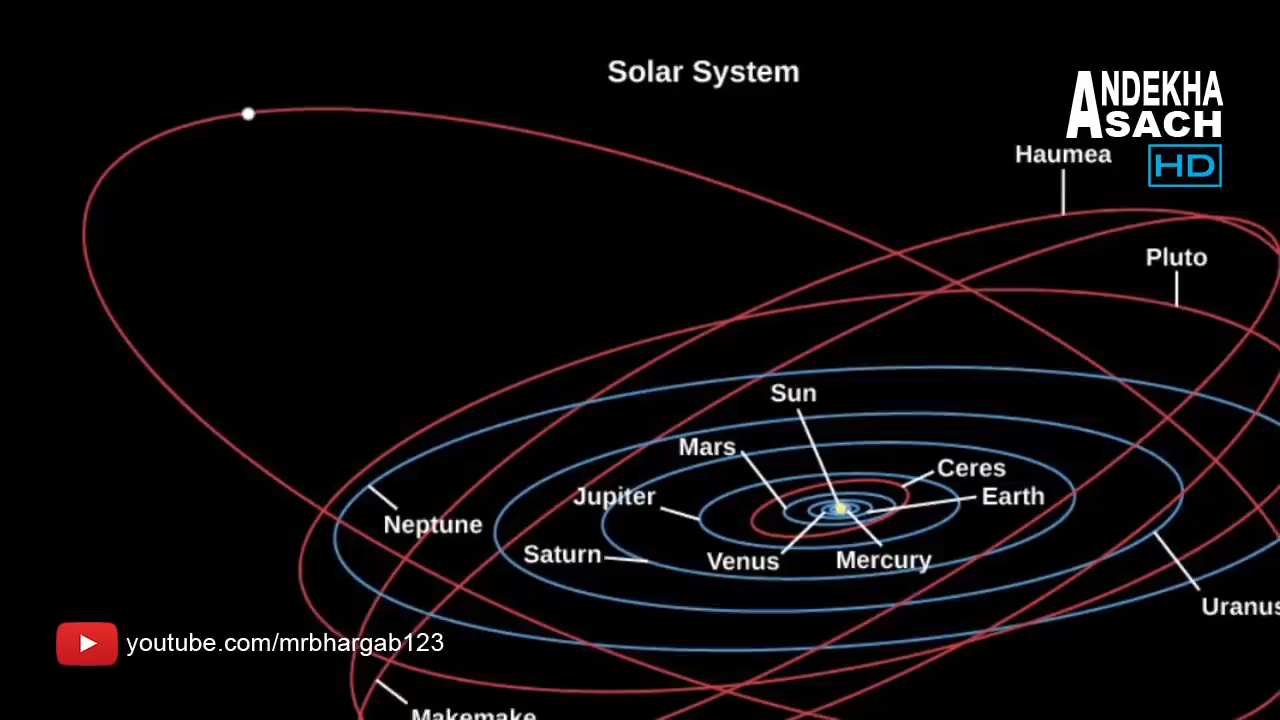 Solar System
ANDEKHA
SACH
HD
Haumea
Pluto
Sun
Mars
Ceres
Jupiter
Earth
Neptune
Saturn
Venus
Mercury
Uranus
youtube.com/mrbhargab123
Makemake